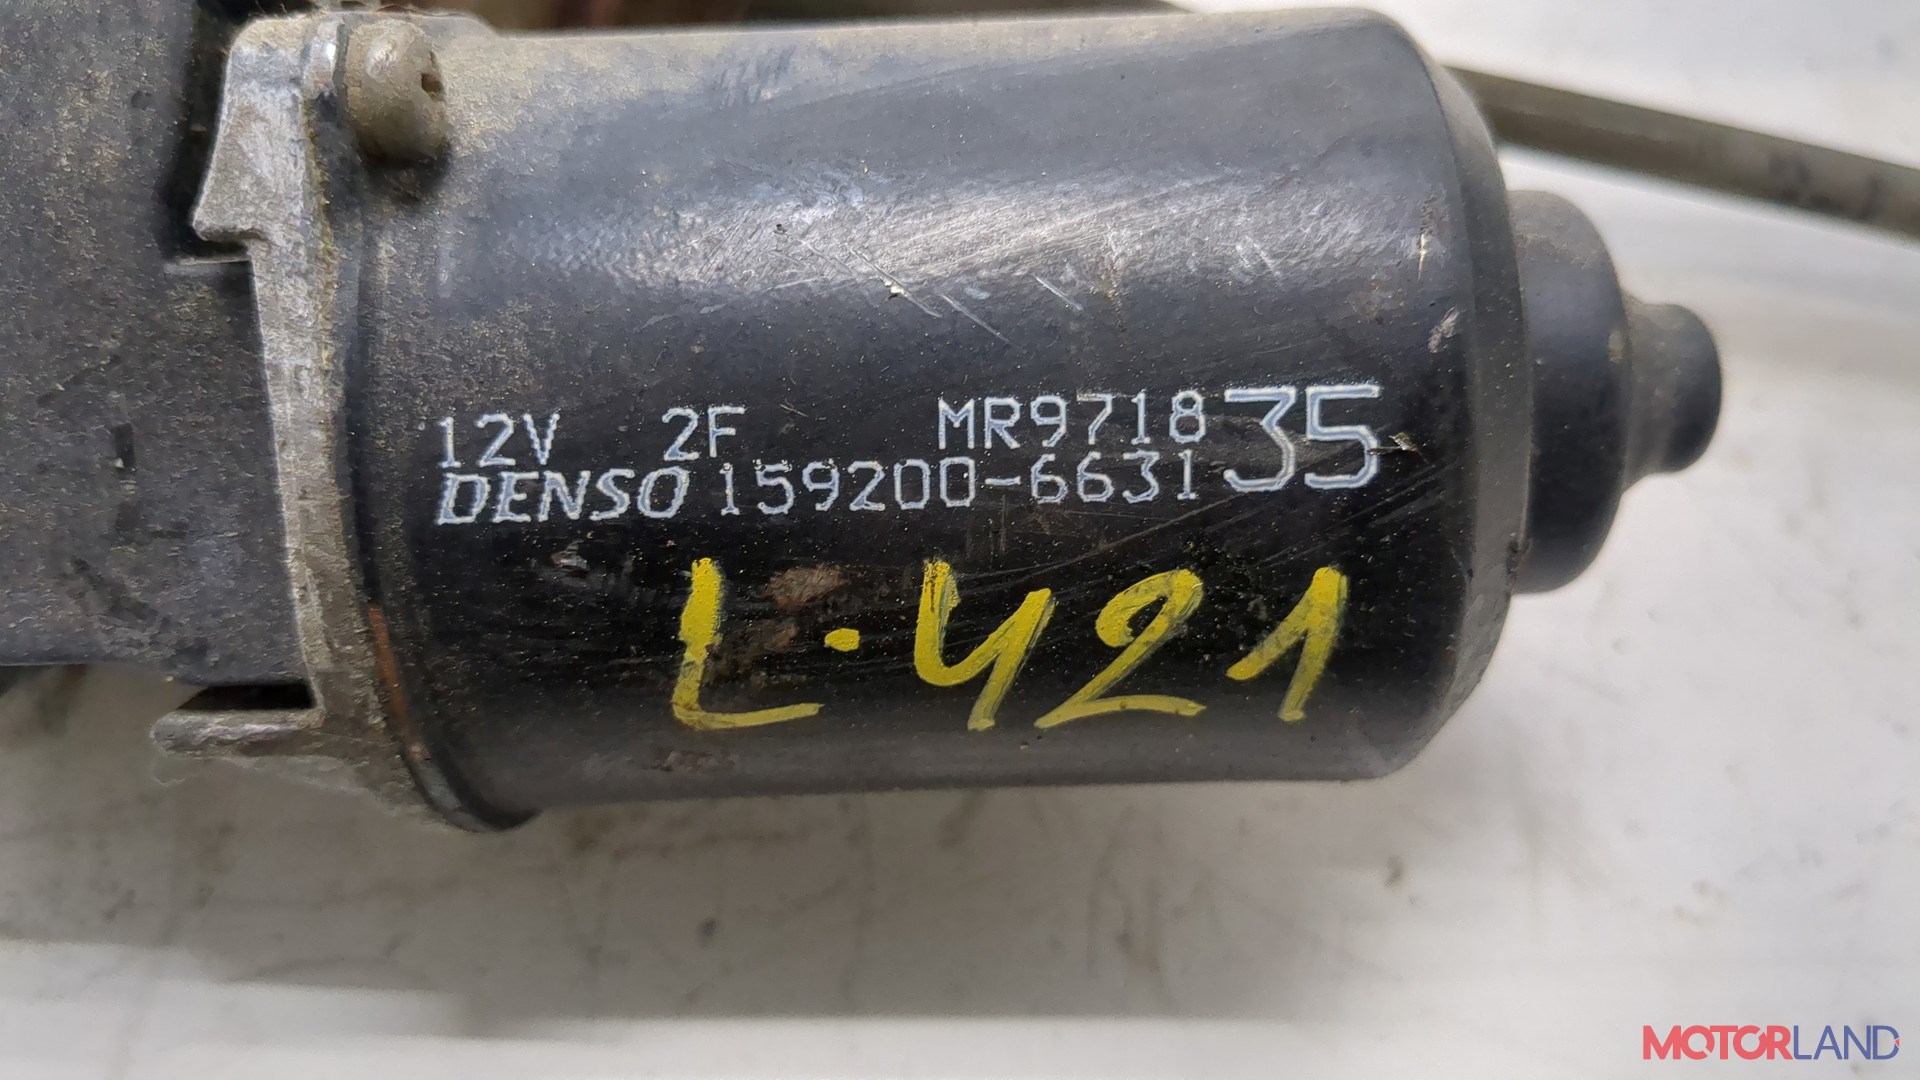 12V 2F MR971835
DENSO 159200-6631
L·421
MOTORLAND